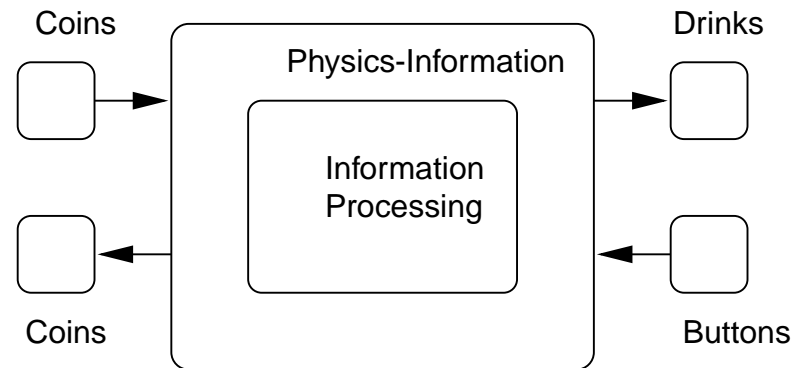 Coins
Drinks
Physics-Information
Information
Processing
Coins
Buttons